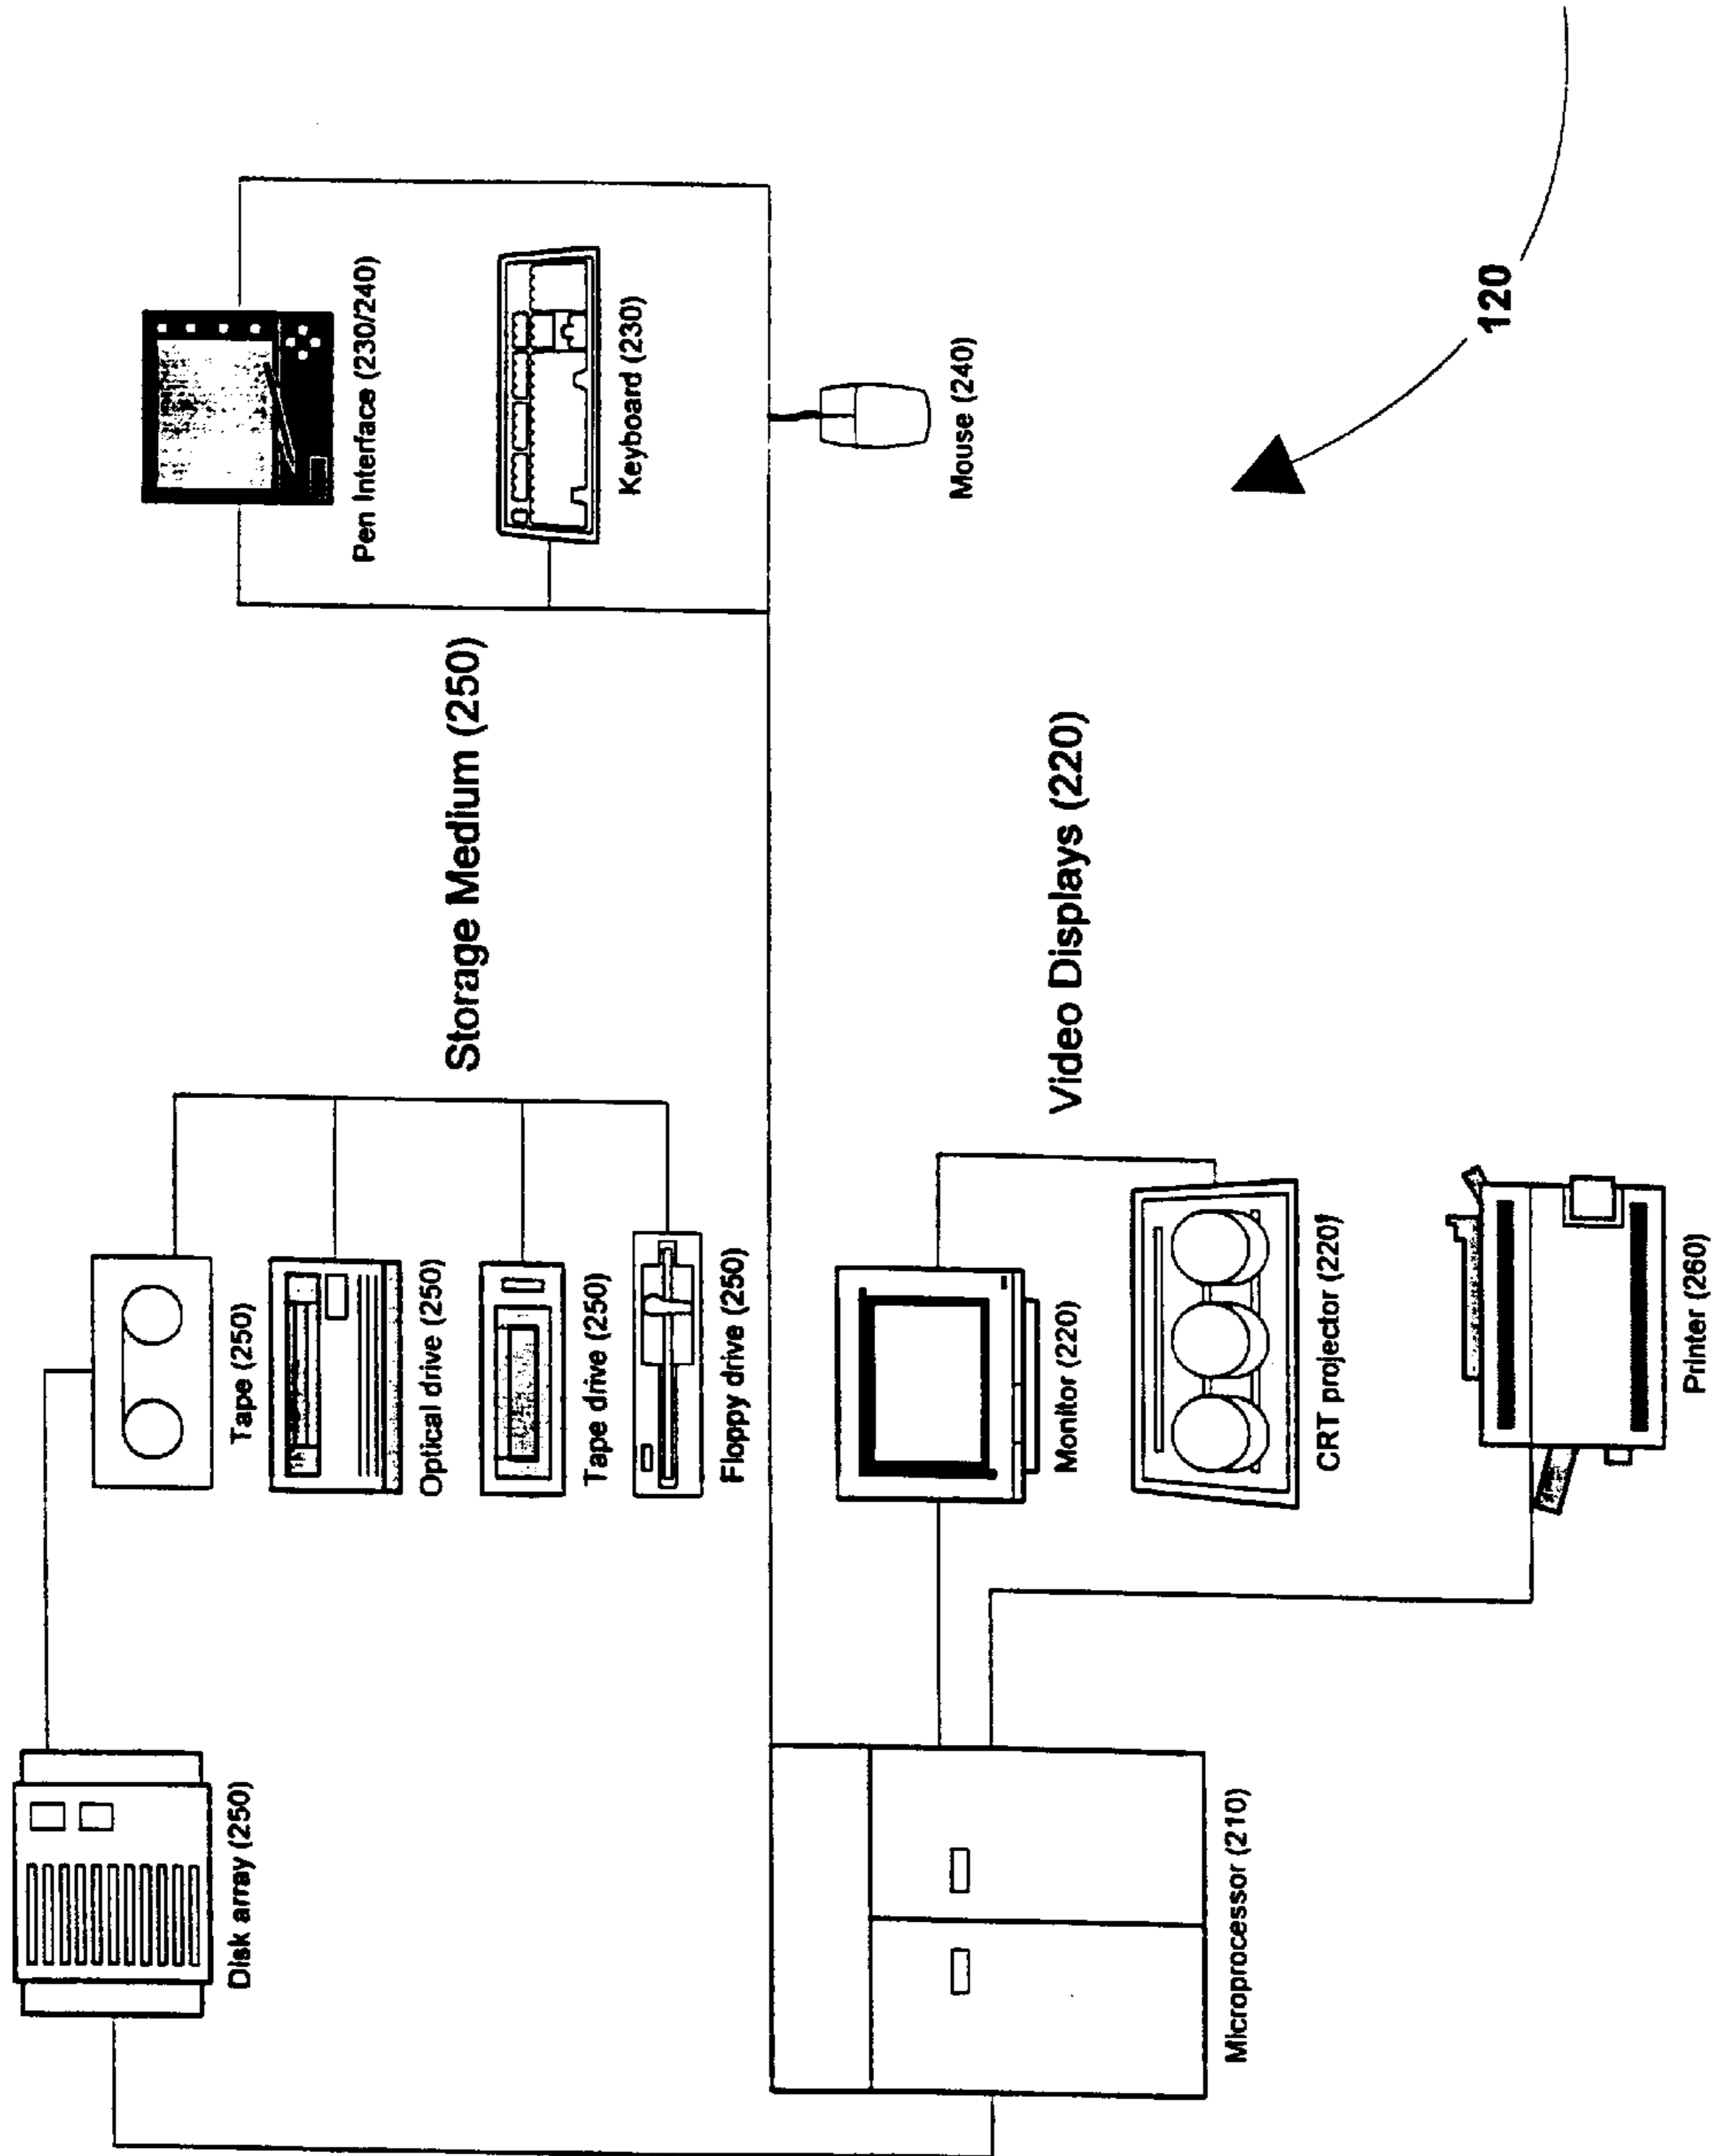 Disk array (250)
Tape (250)
Optical drive (250)
Tape drive (250)
Floppy drive (250)
Storage Medium (250)
Pen Interface (230/240)
Keyboard (230)
Mouse (240)
Microprocessor (210)
Monitor (220)
CRT projector (220)
Video Displays (220)
Printer (260)
120